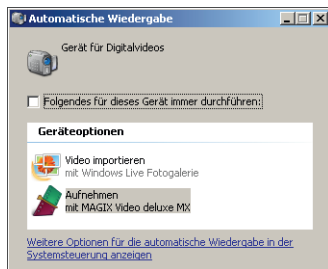 Automatische Wiedergabe
Gerät für Digitalvideos
Folgendes für dieses Gerät immer durchführen:
Geräteoptionen
Video importieren
mit Windows Live Fotogalerie
Aufnehmen
mit MAGIX Video deluxe MX
Weitere Optionen für die automatische Wiedergabe in der
Systemsteuerung anzeigen